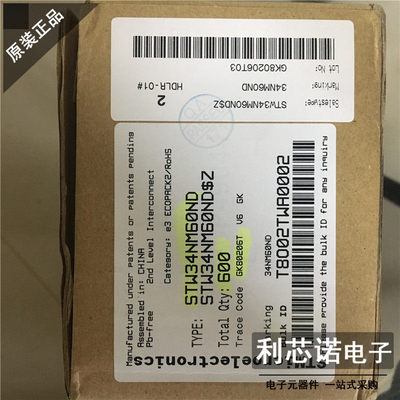 原装正品
Salestype: STW34NM60ND$Z
Marking: 34NM60ND
Lot No: GK80206T03
2
HDLR-01#
Manufactured under patents or patents pending
Assembled in: CHINA
Pb-free 2nd Level Interconnect
Category: e3 ECOPACK2/RoHS
TYPE: STW34NM60ND
STW34NM60ND$Z
Total Qty: 600
Trace Code GK80206T V6 GK
Marking 34NM60ND
Bulk ID T8002TWA0002
Please provide the bulk ID for any inquiry
利芯诺电子
电子元器件 一站式采购